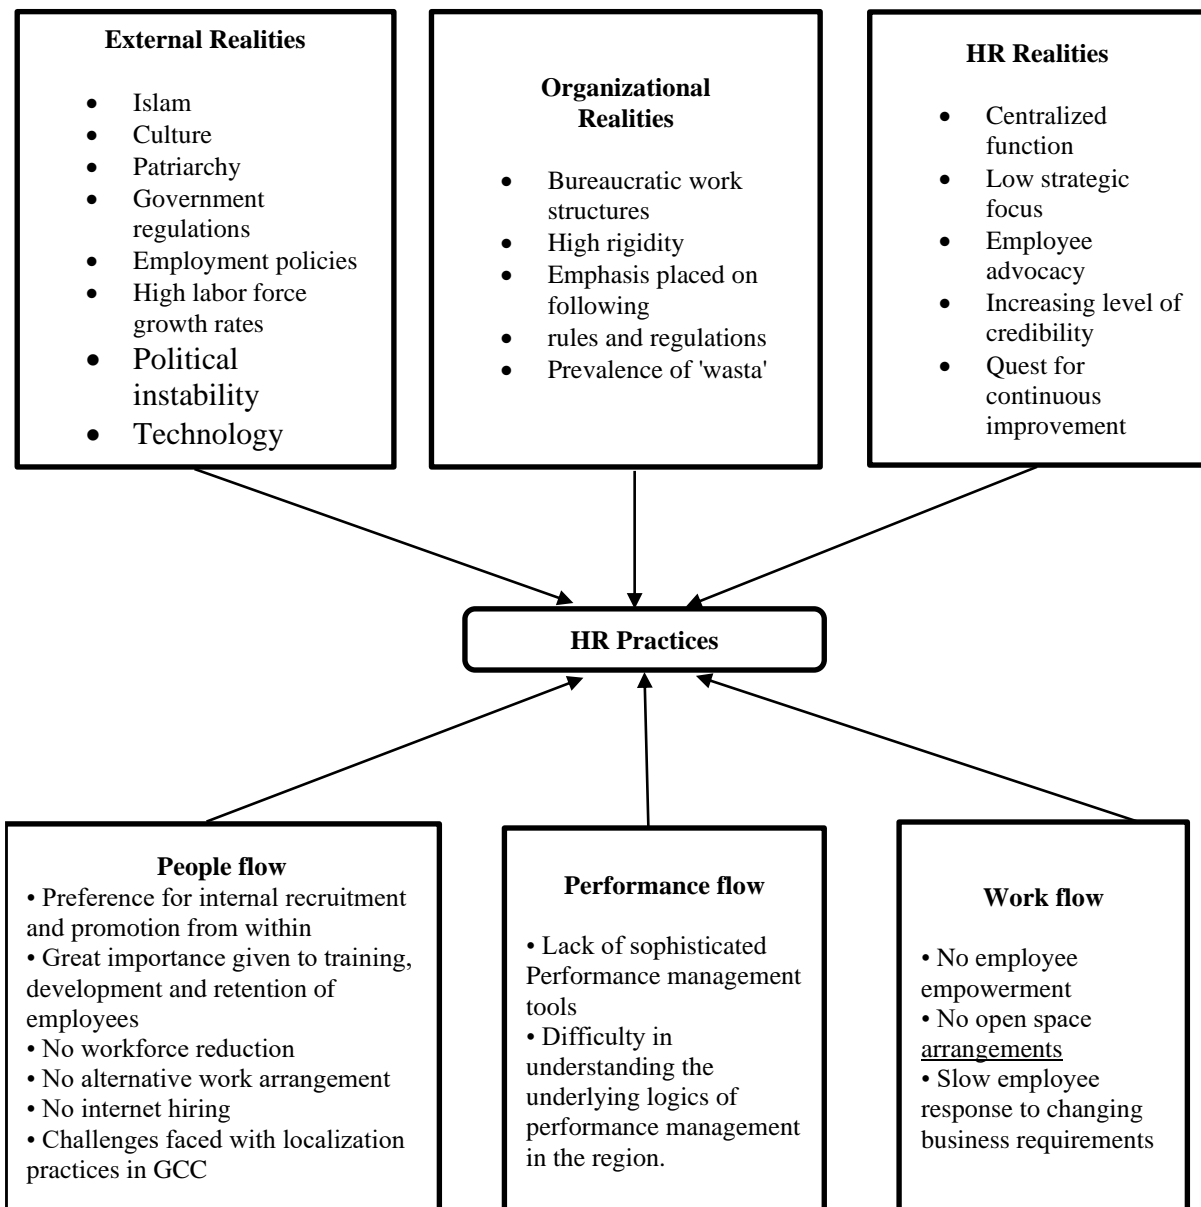 External Realities
• Islam
• Culture
• Patriarchy
• Government
regulations
• Employment policies
• High labor force
growth rates
• Political
instability
• Technology
Organizational
Realities
• Bureaucratic work
structures
• High rigidity
• Emphasis placed on
following
• rules and regulations
• Prevalence of 'wasta'
HR Realities
• Centralized
function
• Low strategic
focus
• Employee
advocacy
• Increasing level of
credibility
• Quest for
continuous
improvement
HR Practices
People flow
• Preference for internal recruitment
and promotion from within
• Great importance given to training,
development and retention of
employees
• No workforce reduction
• No alternative work arrangement
• No internet hiring
• Challenges faced with localization
practices in GCC
Performance flow
• Lack of sophisticated
Performance management
tools
• Difficulty in
understanding the
underlying logics of
performance management
in the region.
Work flow
• No employee
empowerment
• No open space
arrangements
• Slow employee
response to changing
business requirements